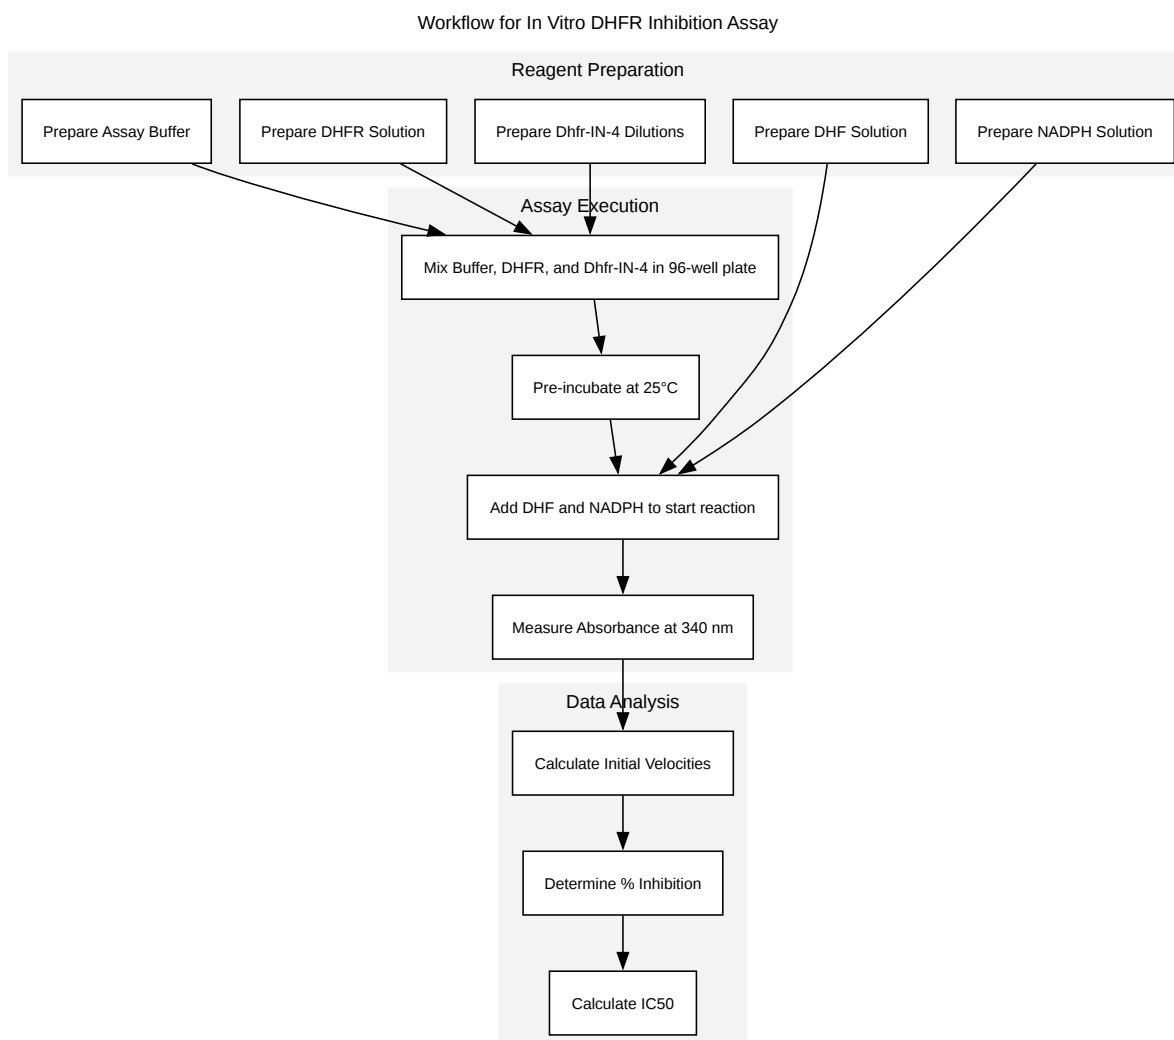 Workflow for In Vitro DHFR Inhibition Assay
Reagent Preparation
Prepare Assay Buffer
Prepare DHFR Solution
Prepare Dhfr-IN-4 Dilutions
Prepare DHF Solution
Prepare NADPH Solution
Assay Execution
Mix Buffer, DHFR, and Dhfr-IN-4 in 96-well plate
Pre-incubate at 25°C
Add DHF and NADPH to start reaction
Measure Absorbance at 340 nm
Data Analysis
Calculate Initial Velocities
Determine % Inhibition
Calculate IC50